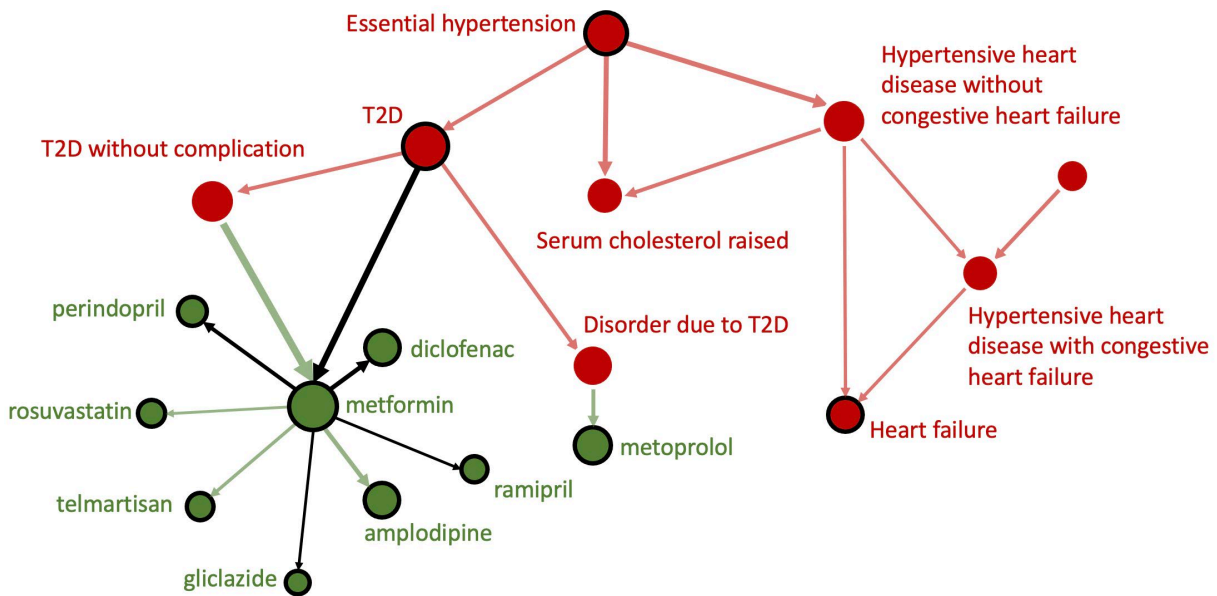 Essential hypertension
Hypertensive heart
disease without
congestive heart failure
T2D
T2D without complication
Serum cholesterol raised
perindopril
diclofenac
Disorder due to T2D
Hypertensive heart
disease with congestive
heart failure
rosuvastatin
metformin
Heart failure
metoprolol
telmartisan
ramipril
amplodipine
gliclazide